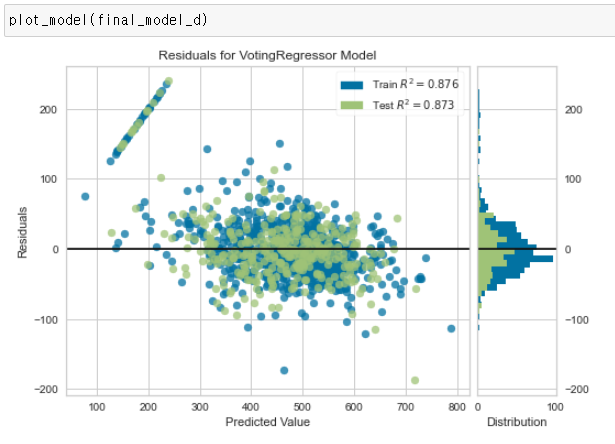 plot_model(final_model_d)
Residuals for VotingRegressor Model
Train R² = 0.876
Test R² = 0.873
Residuals
200
100
0
−100
−200
200
100
0
−100
−200
100 200 300 400 500 600 700 800
0 100
Predicted Value
Distribution